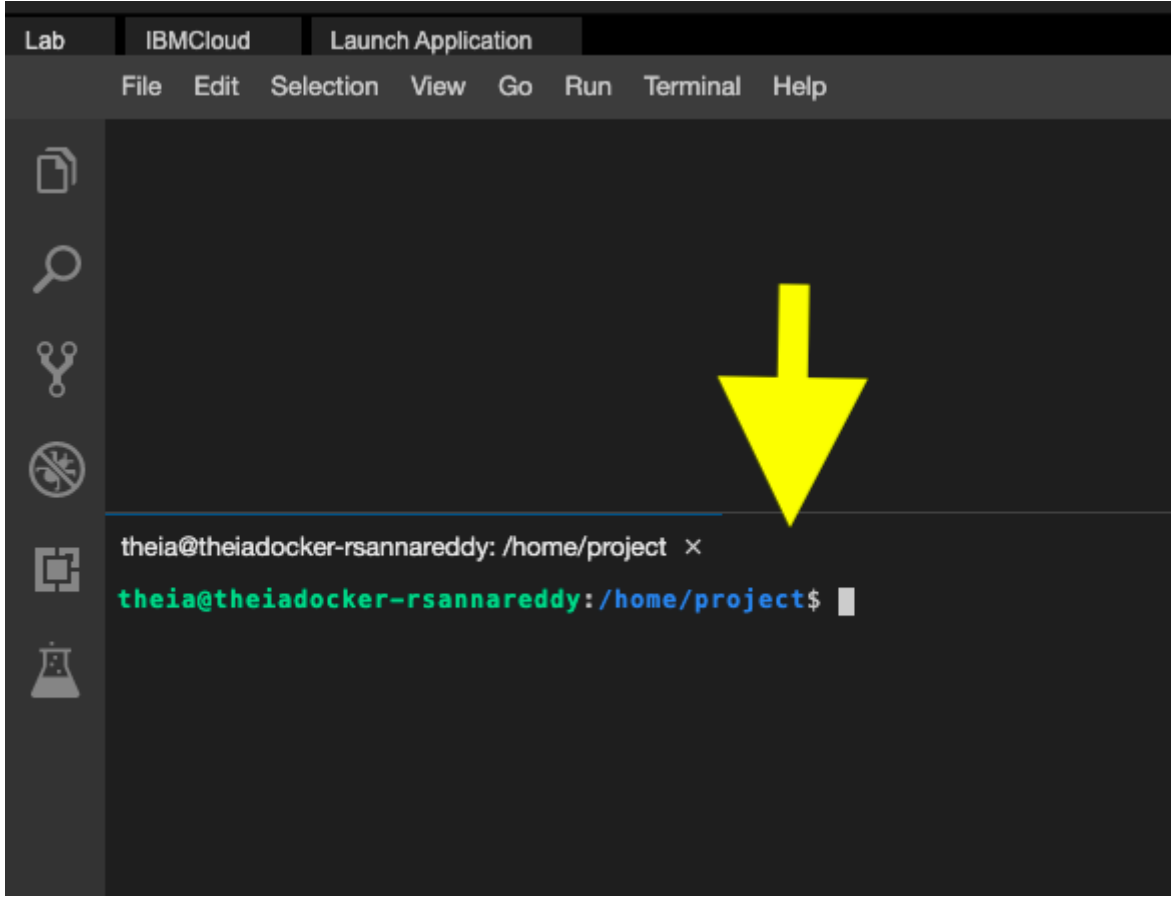 Lab IBMCloud Launch Application
File Edit Selection View Go Run Terminal Help
theia@theiadocker-rsannareddy: /home/project ×
theia@theiadocker-rsannareddy:/home/project$